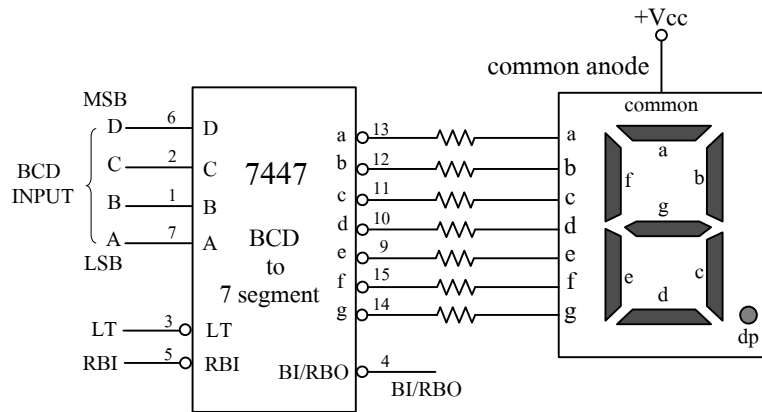 +Vcc
common anode
MSB
common
D 6 D
a 13 a
a
C 2 C
7447
b 12 b
f b
BCD INPUT
B 1 B
c 11 c
g
A 7 A
BCD to 7 segment
d 10 d
LSB
e 9 e
e c
f 15 f
d
g 14 g
LT 3 LT
dp
RBI 5 RBI
BI/RBO 4
BI/RBO